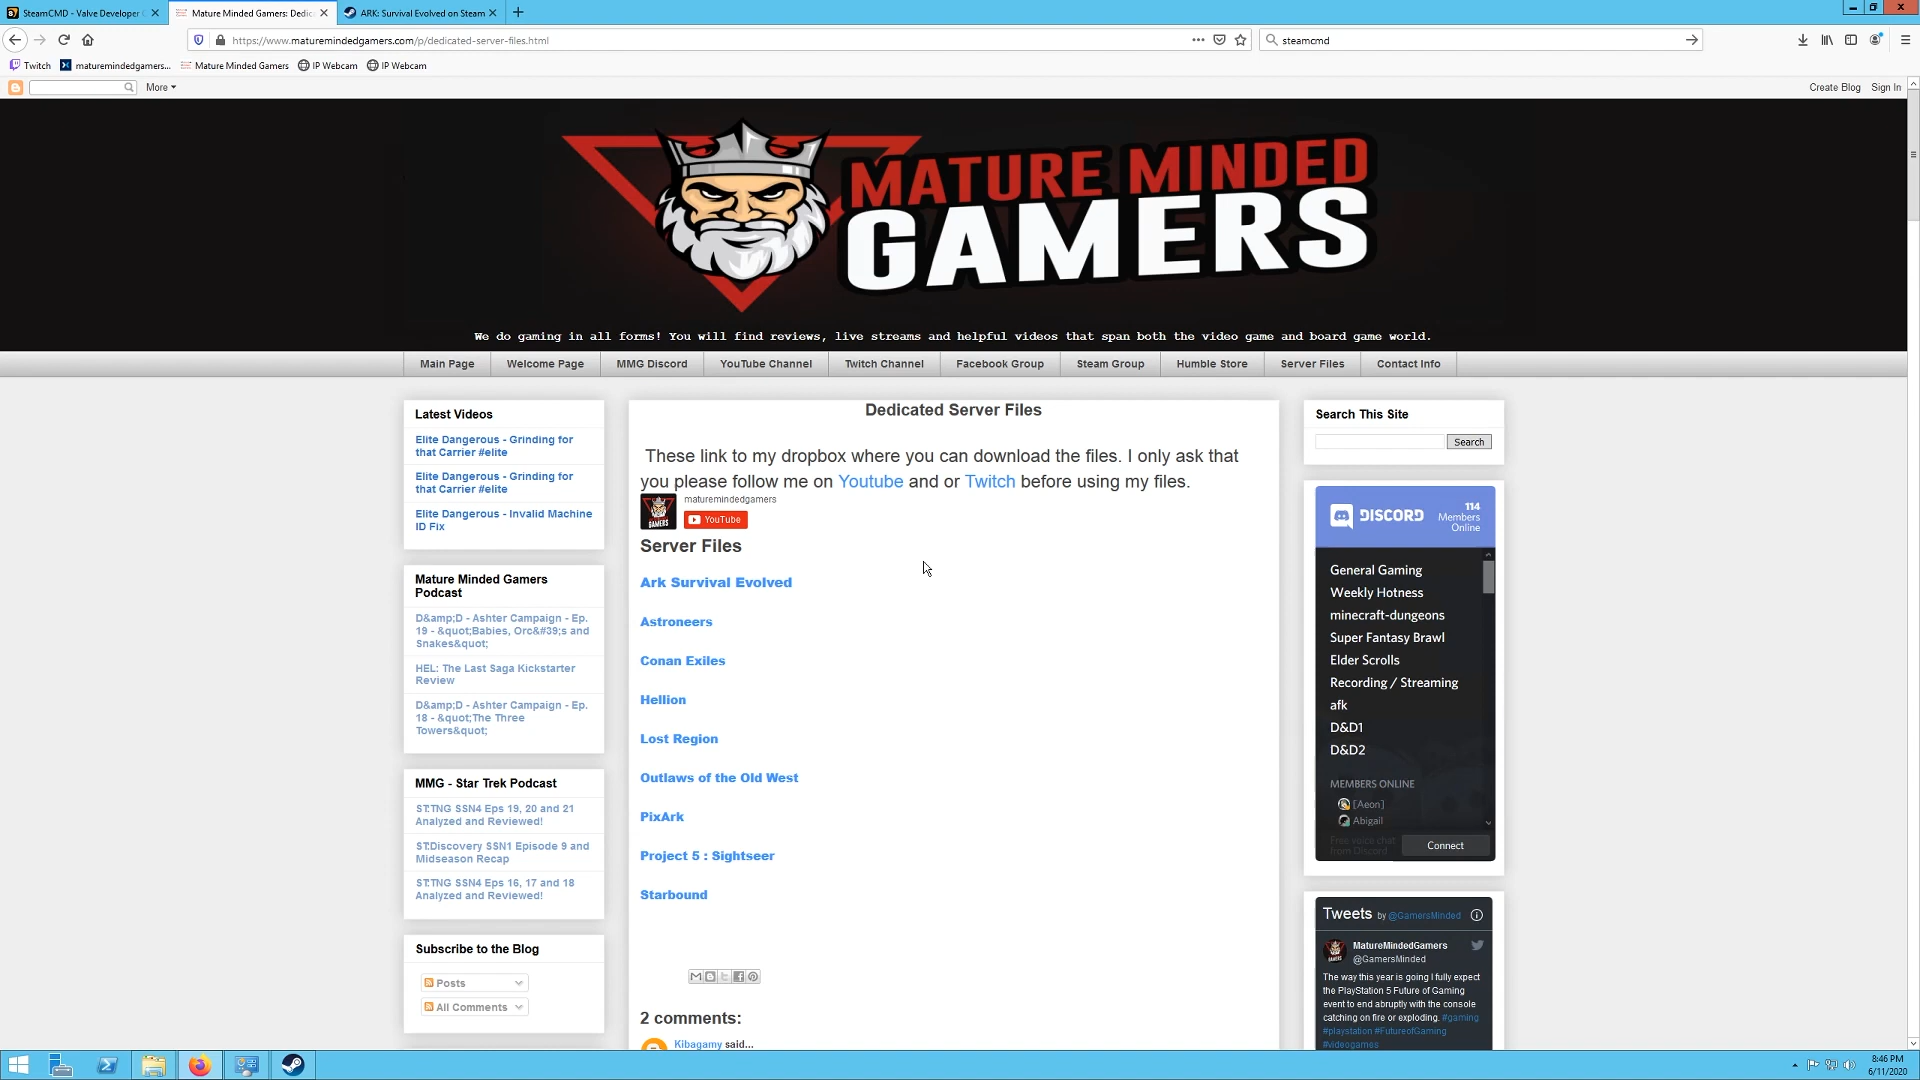 SteamCMD - Valve Developer C
Mature Minded Gamers: Dedic
ARK: Survival Evolved on Steam
https://www.maturemindedgamers.com/p/dedicated-server-files.html
steamcmd
Twitch
maturemindedgamers...
Mature Minded Gamers
IP Webcam
IP Webcam
More
Create Blog
Sign In
MATURE MINDED
GAMERS
We do gaming in all forms! You will find reviews, live streams and helpful videos that span both the video game and board game world.
Main Page
Welcome Page
MMG Discord
YouTube Channel
Twitch Channel
Facebook Group
Steam Group
Humble Store
Server Files
Contact Info
Latest Videos
Elite Dangerous - Grinding for
that Carrier #elite
Elite Dangerous - Grinding for
that Carrier #elite
Elite Dangerous - Invalid Machine
ID Fix
Mature Minded Gamers
Podcast
D&amp;D - Ashter Campaign - Ep.
19 - &quot;Babies, Orc&#39;s and
Snakes&quot;
HEL: The Last Saga Kickstarter
Review
D&amp;D - Ashter Campaign - Ep.
18 - &quot;The Three
Towers&quot;
MMG - Star Trek Podcast
ST:TNG SSN4 Eps 19, 20 and 21
Analyzed and Reviewed!
ST:Discovery SSN1 Episode 9 and
Midseason Recap
ST:TNG SSN4 Eps 16, 17 and 18
Analyzed and Reviewed!
Subscribe to the Blog
Posts
All Comments
Dedicated Server Files
These link to my dropbox where you can download the files. I only ask that
you please follow me on Youtube and or Twitch before using my files.
maturemindedgamers
GAMERS
YouTube
Server Files
Ark Survival Evolved
Astroneers
Conan Exiles
Hellion
Lost Region
Outlaws of the Old West
PixArk
Project 5 : Sightseer
Starbound
2 comments:
Kibagamy said...
Search This Site
Search
DISCORD
114
Members
Online
General Gaming
Weekly Hotness
minecraft-dungeons
Super Fantasy Brawl
Elder Scrolls
Recording / Streaming
afk
D&D1
D&D2
MEMBERS ONLINE
[Aeon]
Abigail
Free voice chat
from Discord
Connect
Tweets by @GamersMinded
MatureMindedGamers
@GamersMinded
The way this year is going I fully expect
the PlayStation 5 Future of Gaming
event to end abruptly with the console
catching on fire or exploding. #gaming
#playstation #FutureofGaming
#videogames
8:46 PM
6/11/2020